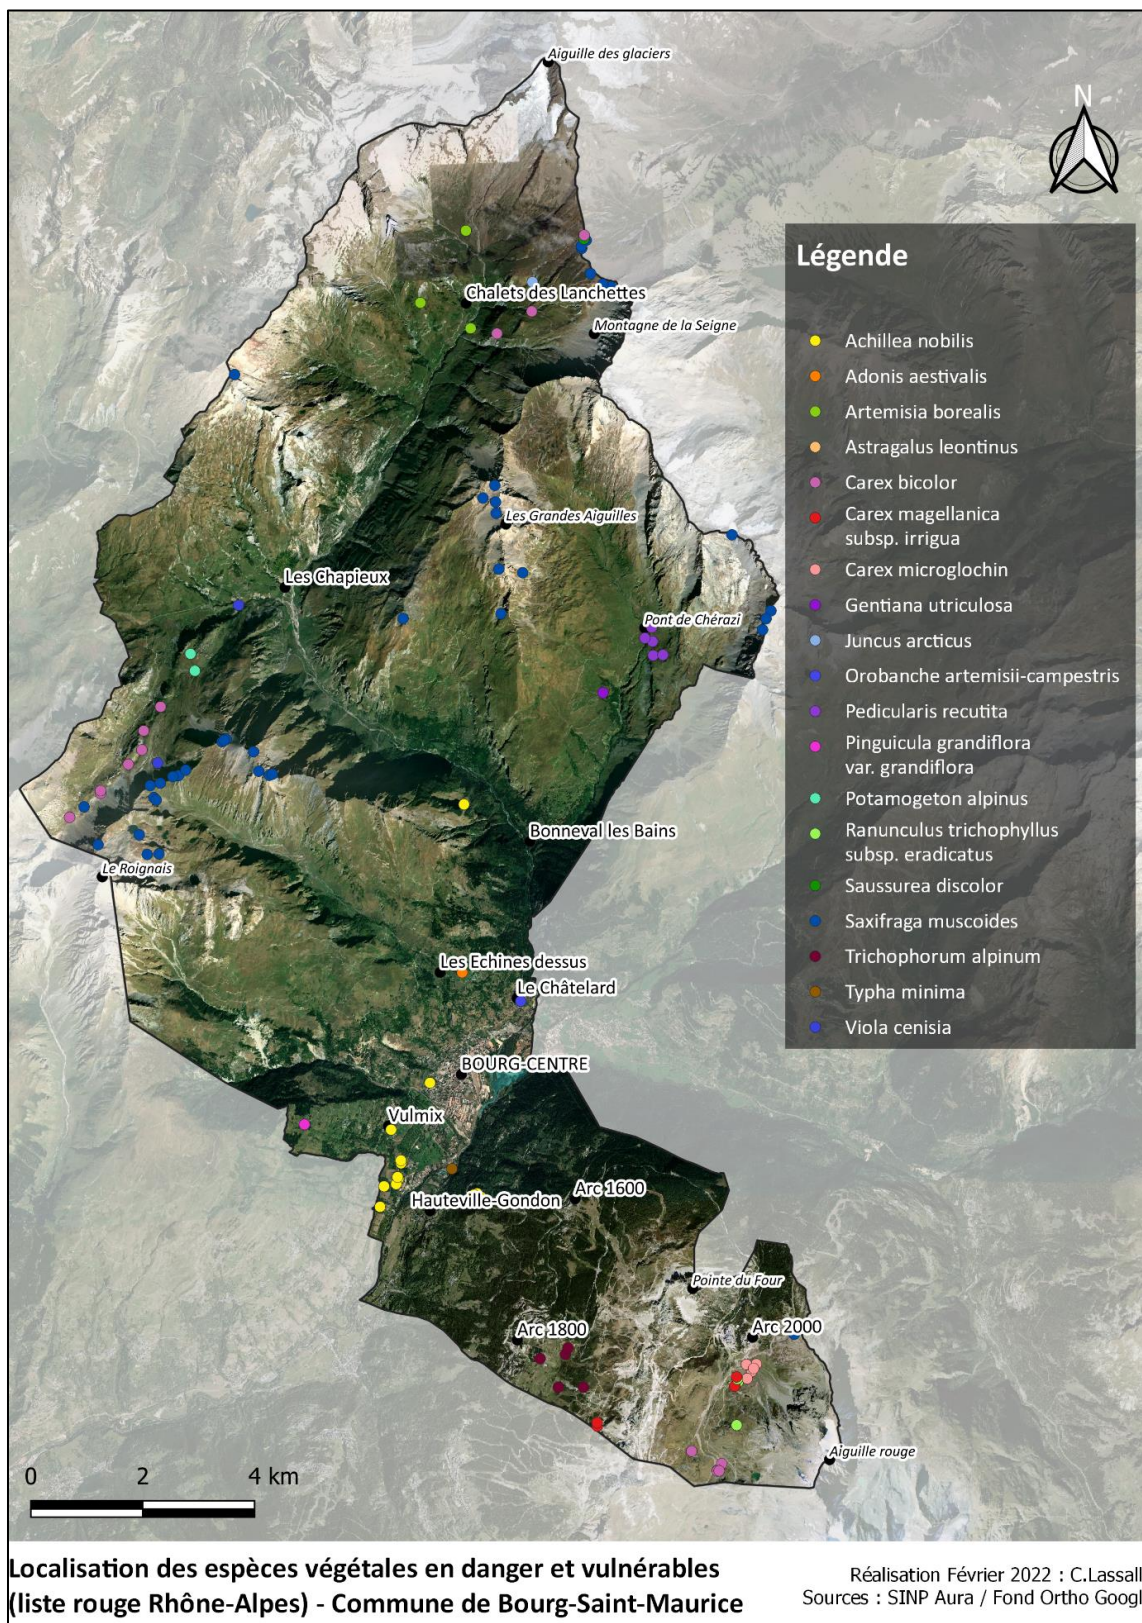 Aiguille des glaciers
N
Chalets des Lanchettes
Montagne de la Seigne
Les Grandes Aiguilles
Les Chapieux
Pont de Chérazi
Bonneval les Bains
Le Roignais
Les Echines dessus
Le Châtelard
BOURG-CENTRE
Vulmix
Hauteville-Gondon
Arc 1600
Pointe du Four
Arc 1800
Arc 2000
Aiguille rouge
Légende
Achillea nobilis
Adonis aestivalis
Artemisia borealis
Astragalus leontinus
Carex bicolor
Carex magellanica
subsp. irrigua
Carex microglochin
Gentiana utriculosa
Juncus arcticus
Orobanche artemisii-campestris
Pedicularis recutita
Pinguicula grandiflora
var. grandiflora
Potamogeton alpinus
Ranunculus trichophyllus
subsp. eradicatus
Saussurea discolor
Saxifraga muscoides
Trichophorum alpinum
Typha minima
Viola cenisia
0 2 4 km
Localisation des espèces végétales en danger et vulnérables
(liste rouge Rhône-Alpes) - Commune de Bourg-Saint-Maurice
Réalisation Février 2022 : C.Lassall
Sources : SINP Aura / Fond Ortho Googl